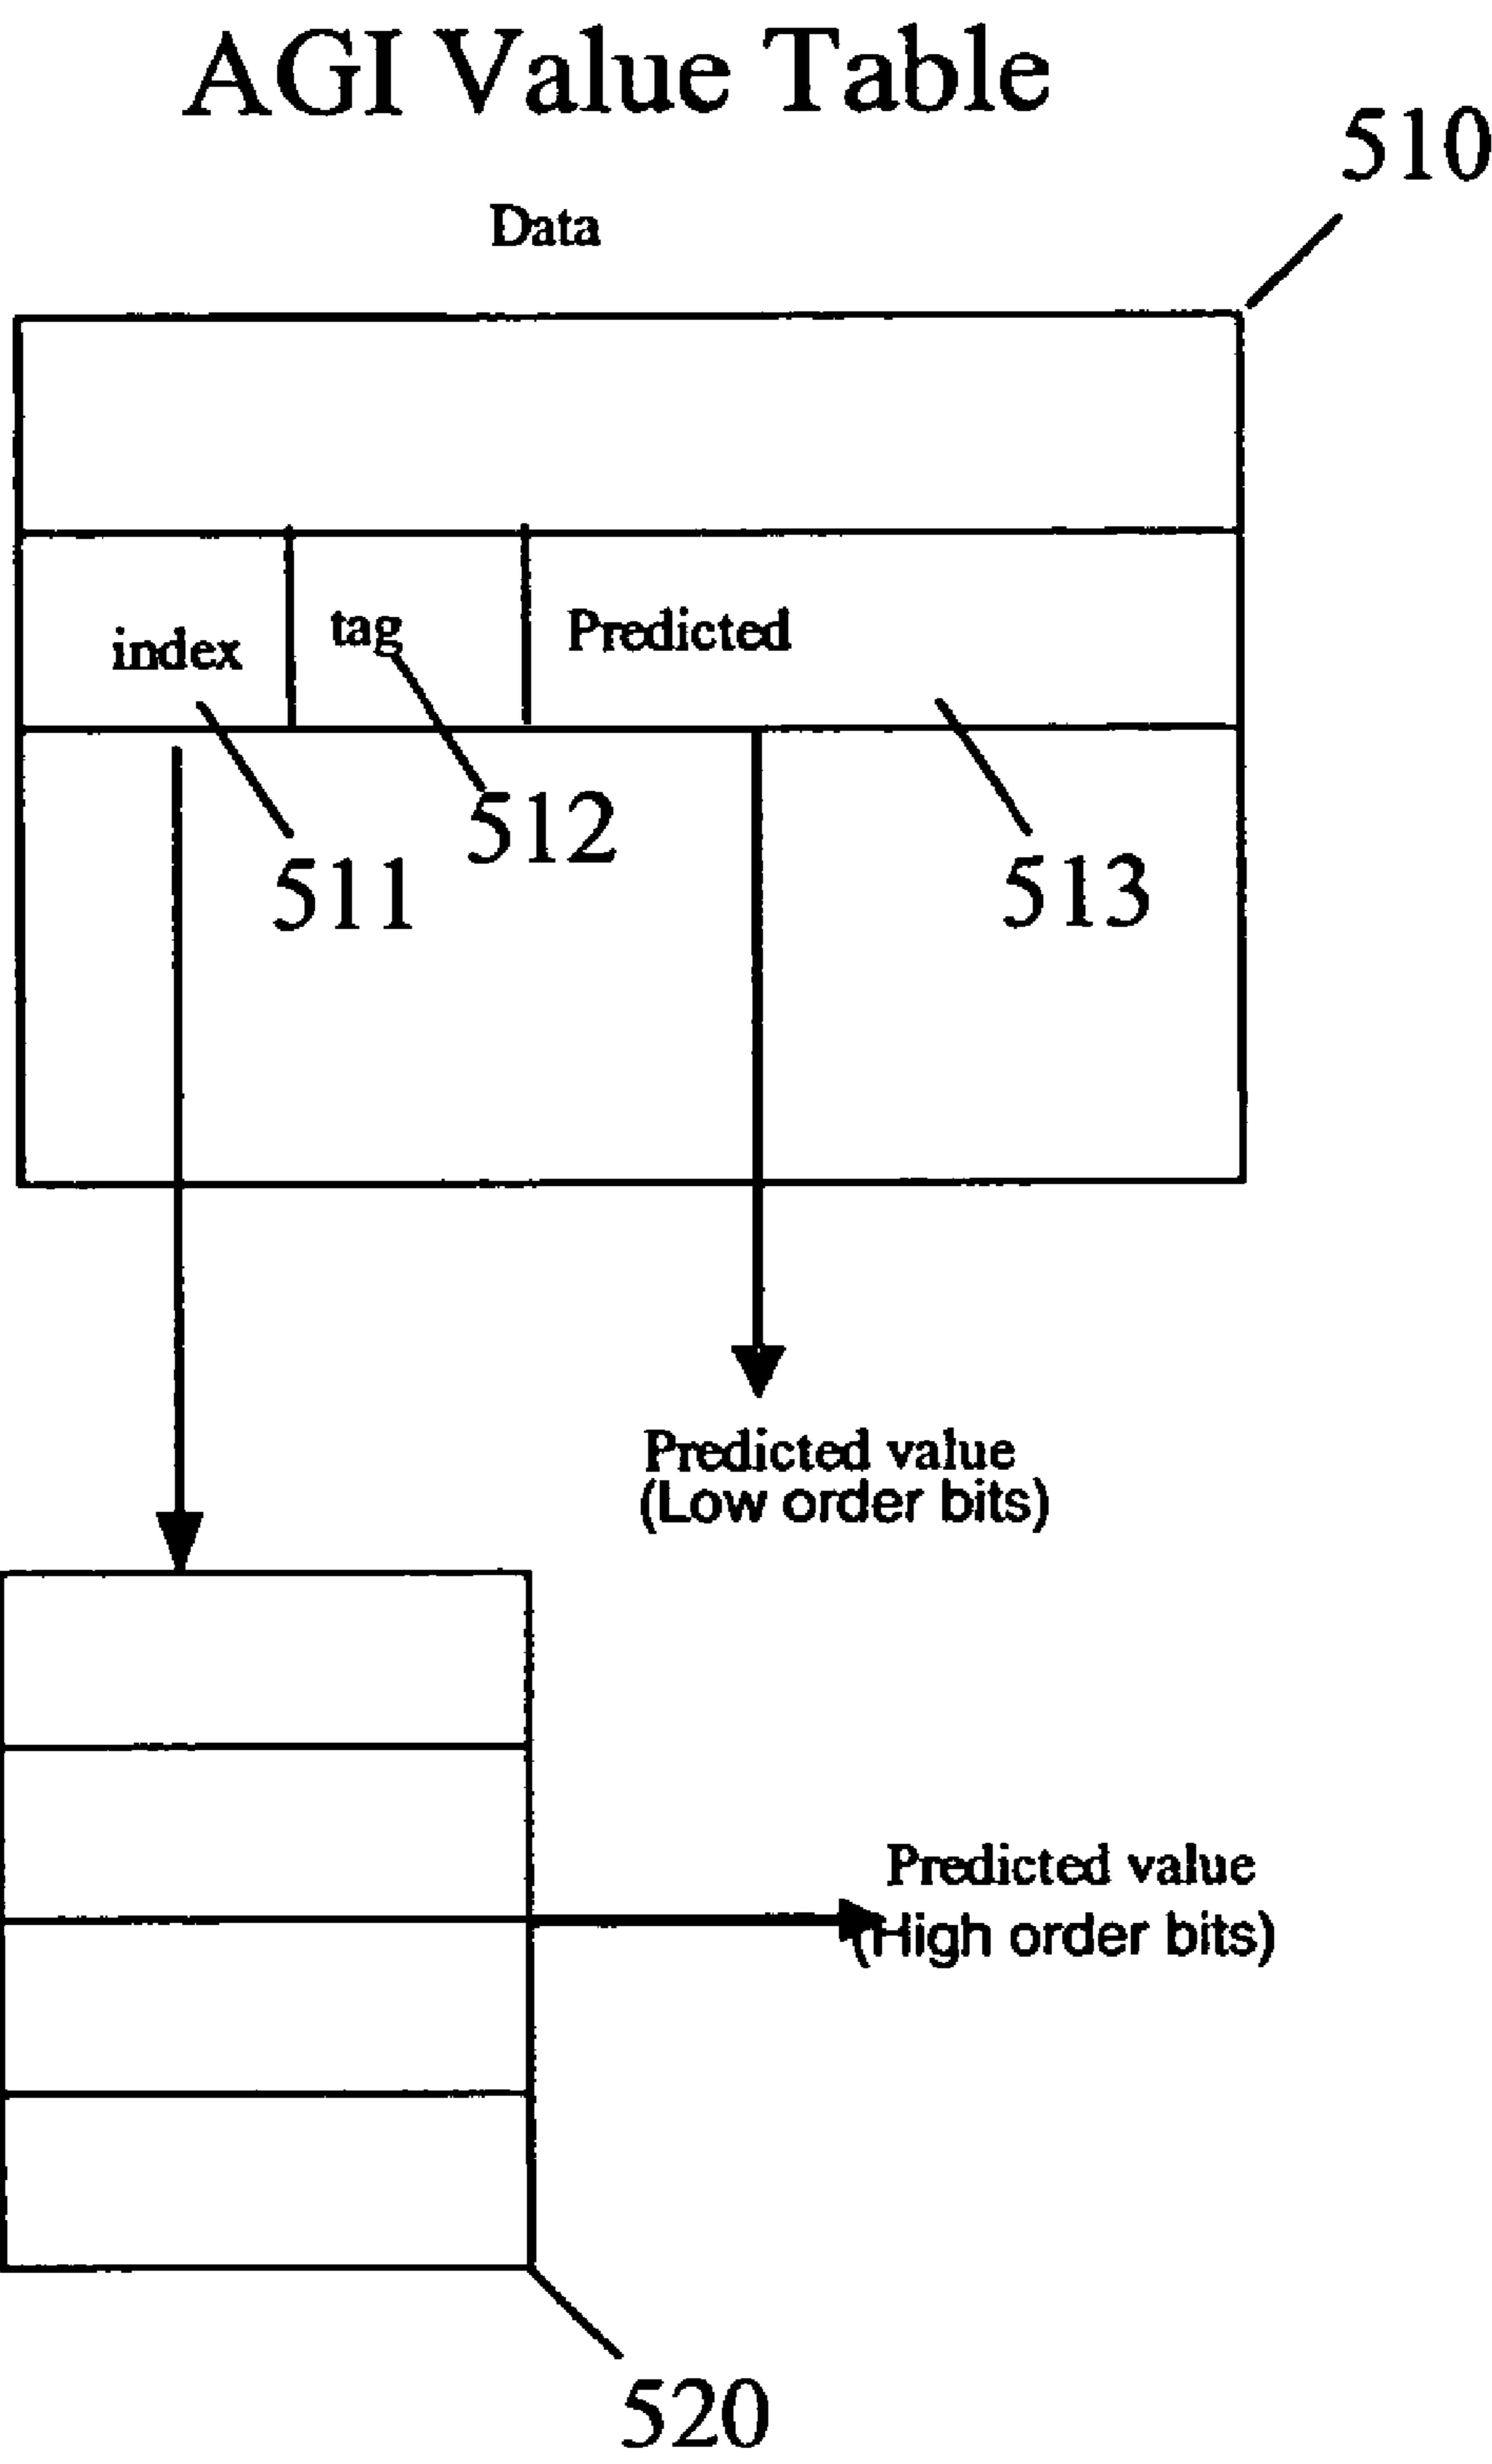 AGI Value Table
510
Data
index
tag
Predicted
511
512
513
Predicted value
(Low order bits)
Predicted value
(High order bits)
520